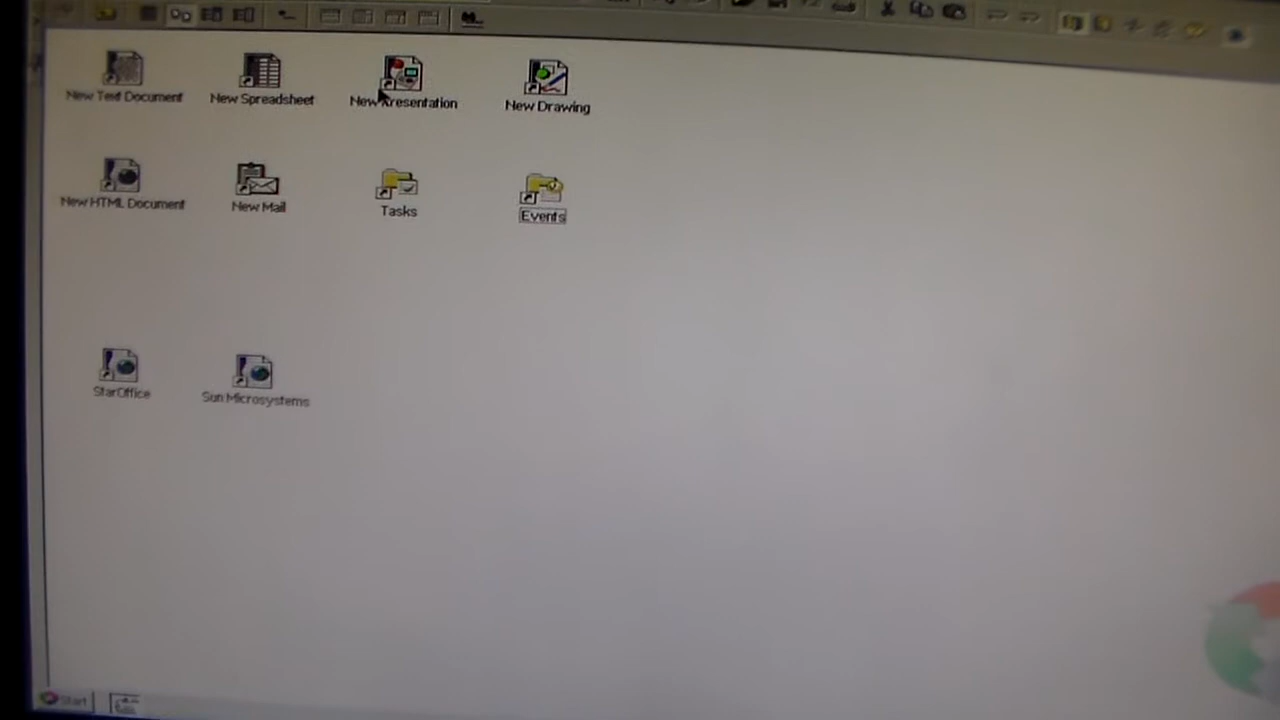 New Text Document
New Spreadsheet
New Presentation
New Drawing
New HTML Document
New Mail
Tasks
Events
StarOffice
Sun Microsystems
Start